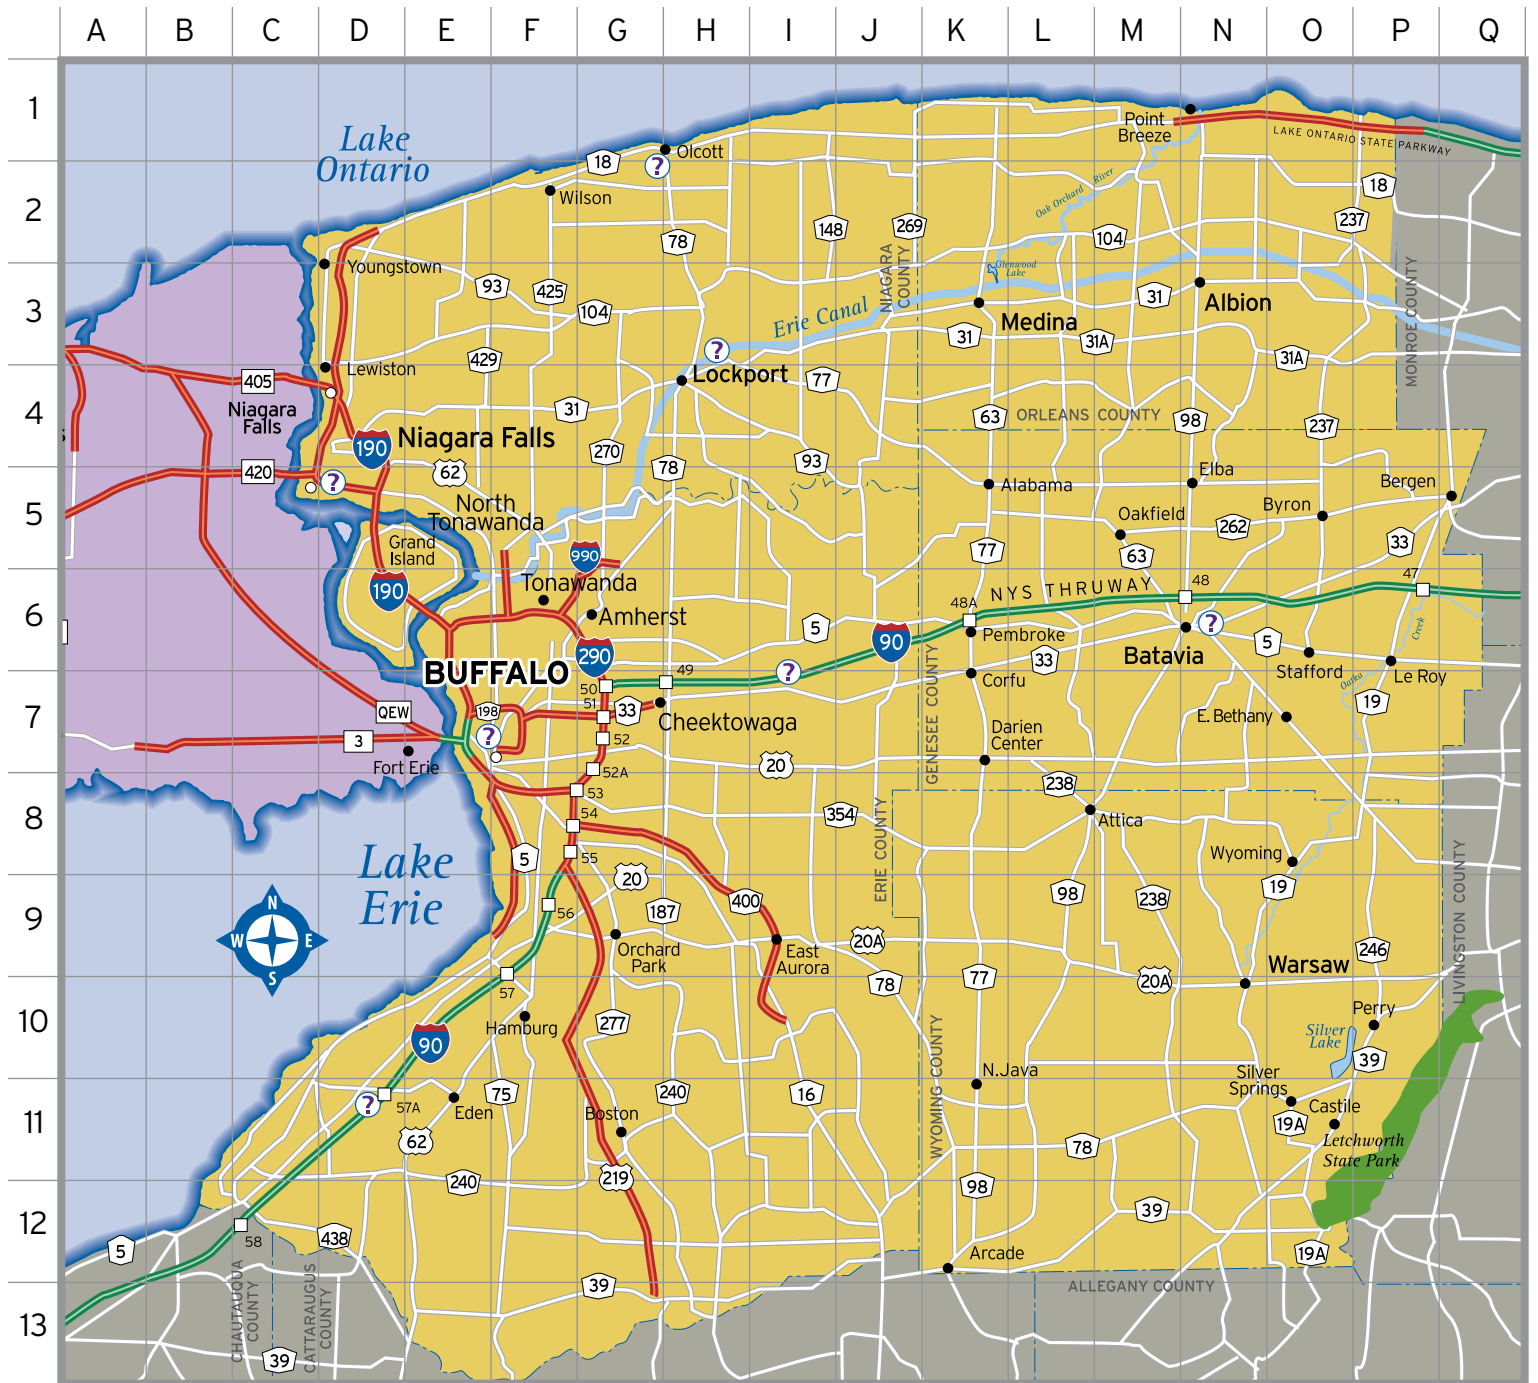 A B C D E F G H I J K L M N O P Q
1
Lake
Ontario
Olcott
18
?
Point
Breeze
LAKE ONTARIO STATE PARKWAY
2
Wilson
78
148
269
Oak Orchard River
104
18
237
NIAGARA
COUNTY
3
Youngstown
93
425
104
429
Erie Canal
?
Glenwood
Lake
Medina
31
31A
31
Albion
31A
MONROE COUNTY
4
405
Lewiston
Niagara
Falls
190
Niagara Falls
31
270
Lockport
77
63
ORLEANS COUNTY
98
237
5
420
?
62
North
Tonawanda
Grand
Island
990
78
93
Alabama
Elba
Oakfield
63
262
Byron
Bergen
33
77
6
190
Tonawanda
Amherst
290
5
90
48A
NYS THRUWAY
48
47
Pembroke
33
Batavia
?
5
Stafford
Creek
Oatka
Le Roy
7
BUFFALO
QEW
3
Fort Erie
198
?
50
49
51
33
Cheektowaga
52
52A
?
20
GENESEE COUNTY
Corfu
Darien
Center
E. Bethany
19
8
Lake
Erie
53
54
55
5
354
ERIE COUNTY
238
Attica
Wyoming
9
N
W E
S
20
56
187
400
Orchard
Park
East
Aurora
20A
98
238
19
246
LIVINGSTON COUNTY
10
57
90
Hamburg
277
78
77
20A
Warsaw
Perry
Silver
Lake
39
WYOMING COUNTY
11
?
57A
Eden
62
75
Boston
240
16
N. Java
78
Silver
Springs
Castile
19A
Letchworth
State Park
12
5
58
438
240
219
98
39
Arcade
19A
13
CHAUTAUQUA
COUNTY
39
CATTARAUGUS
COUNTY
39
ALLEGANY COUNTY